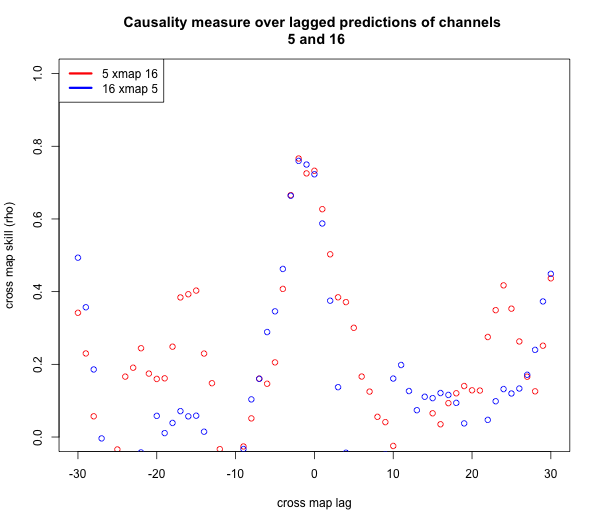 Causality measure over lagged predictions of channels
5 and 16
5 xmap 16
16 xmap 5
cross map skill (rho)
1.0
0.8
0.6
0.4
0.2
0.0
-30 -20 -10 0 10 20 30
cross map lag